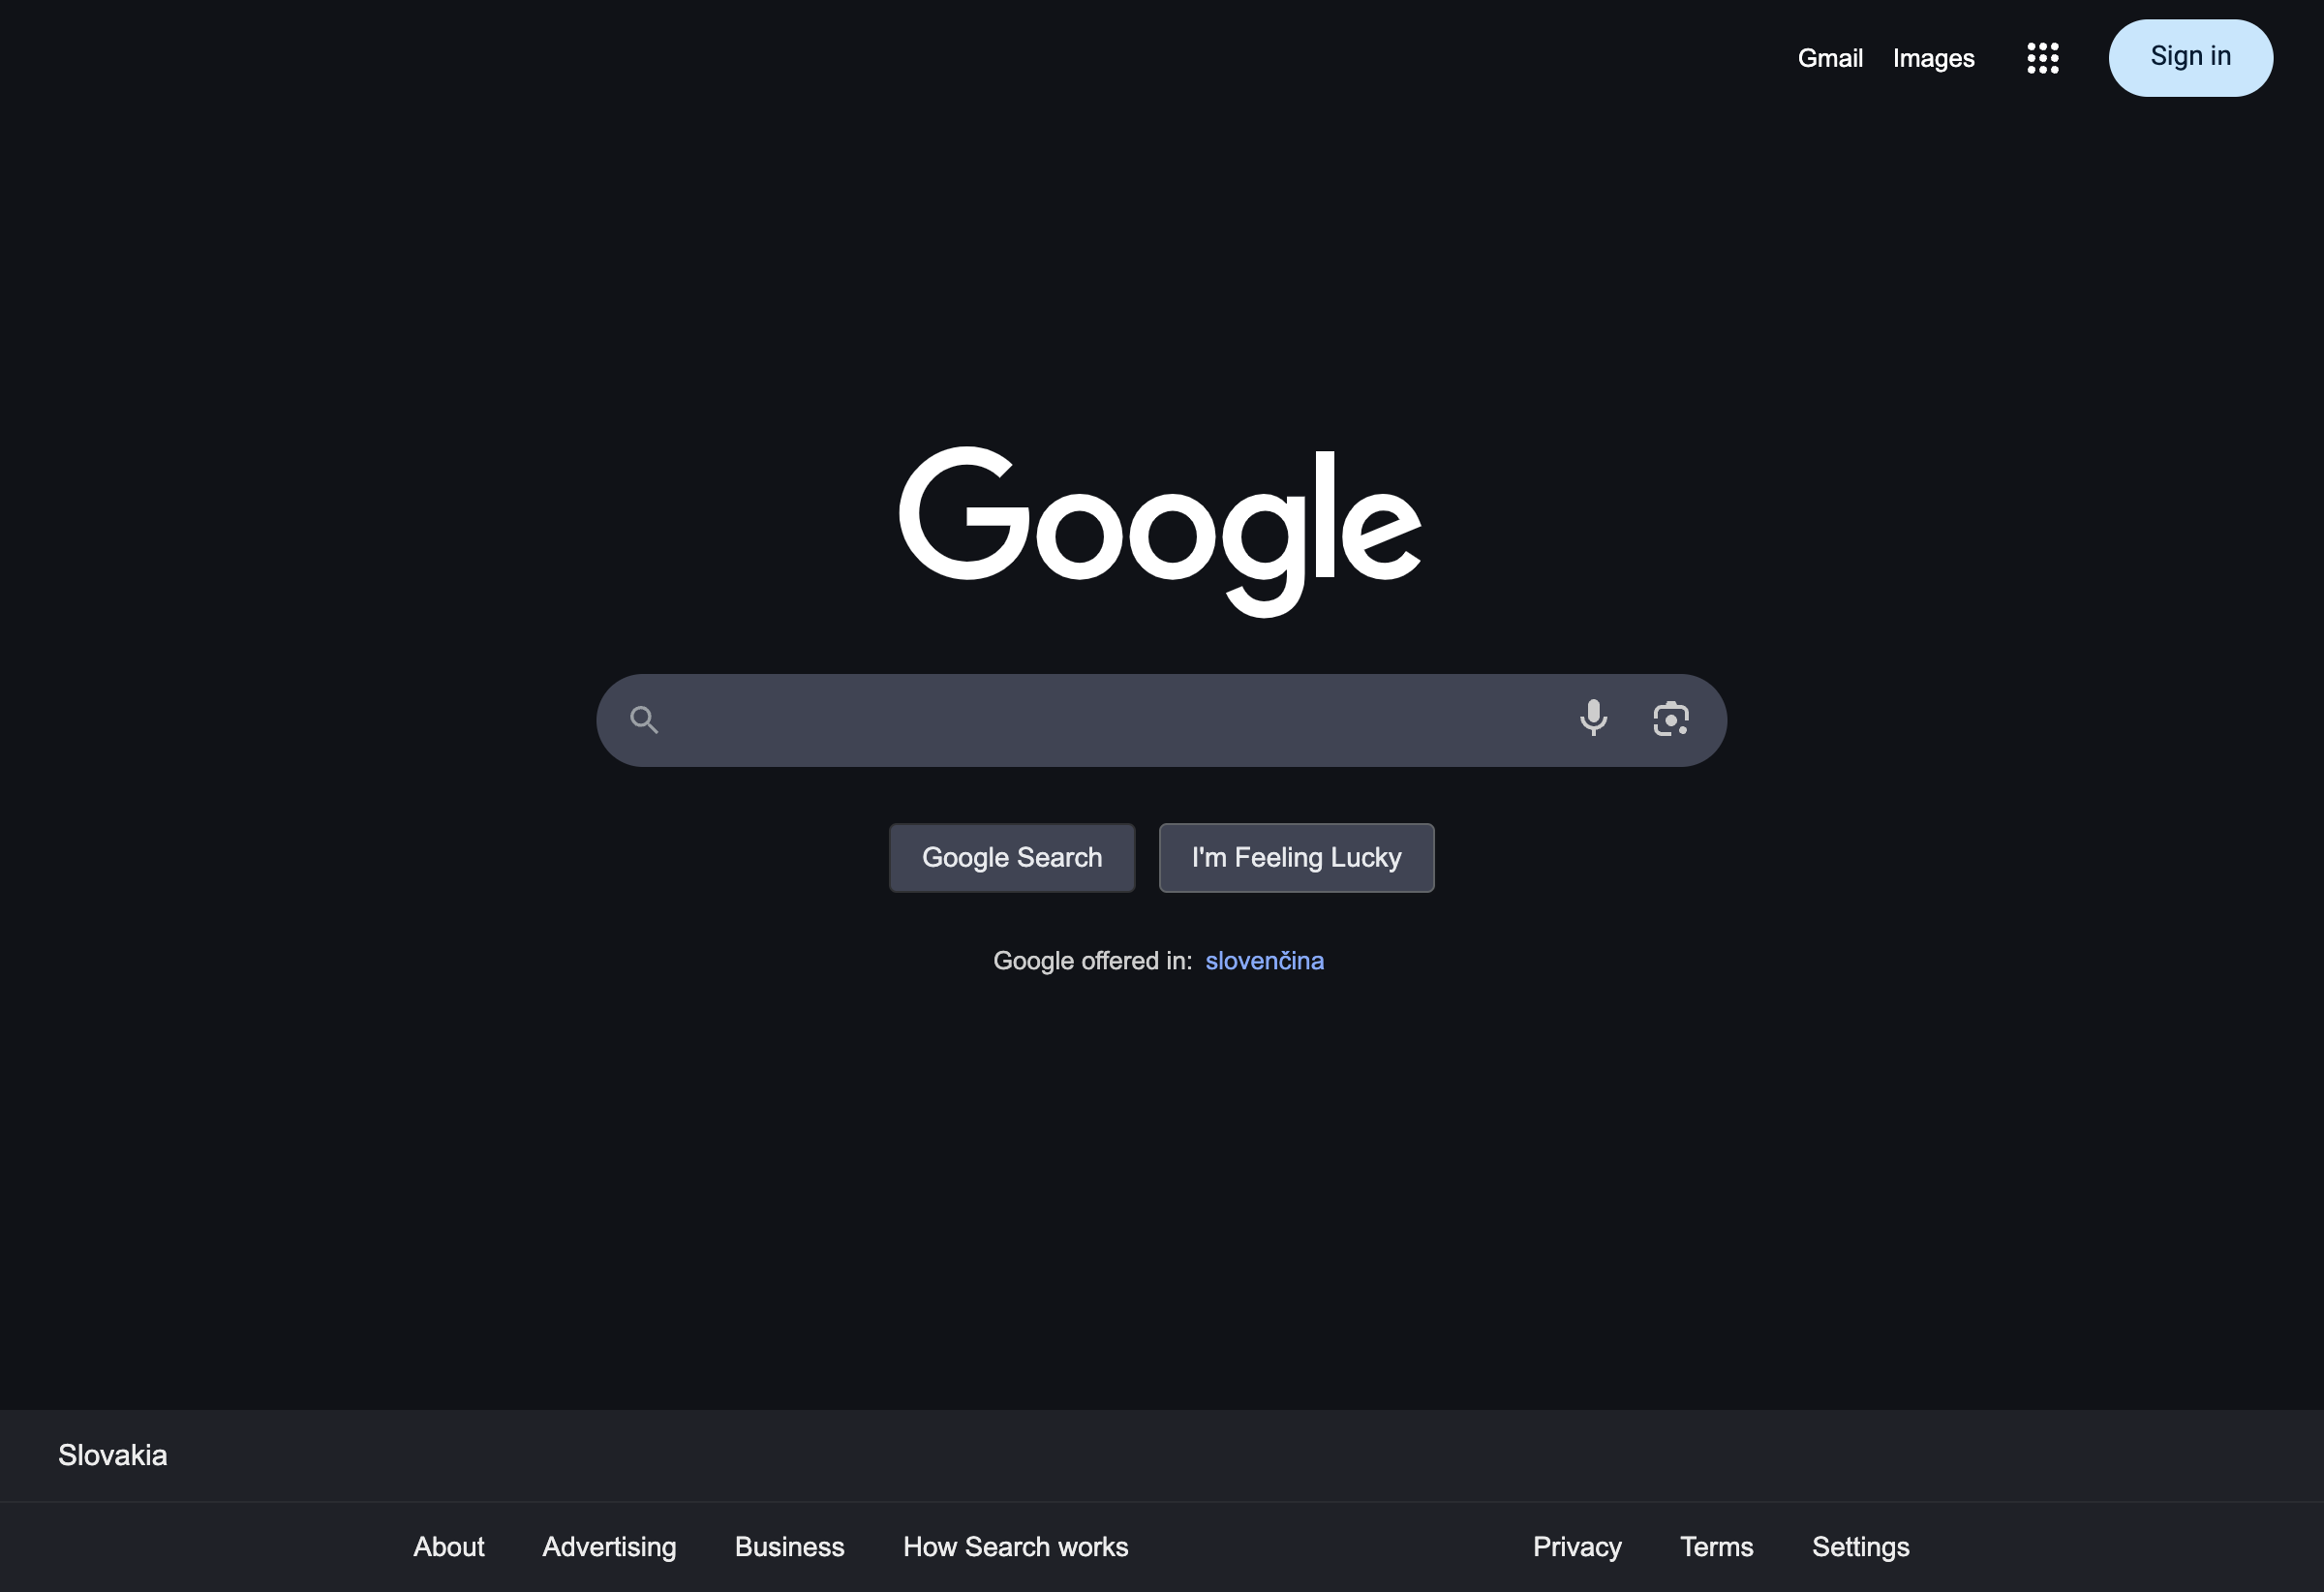 Gmail Images Sign in
Google
Google Search I'm Feeling Lucky
Google offered in: slovenčina
Slovakia
About Advertising Business How Search works Privacy Terms Settings